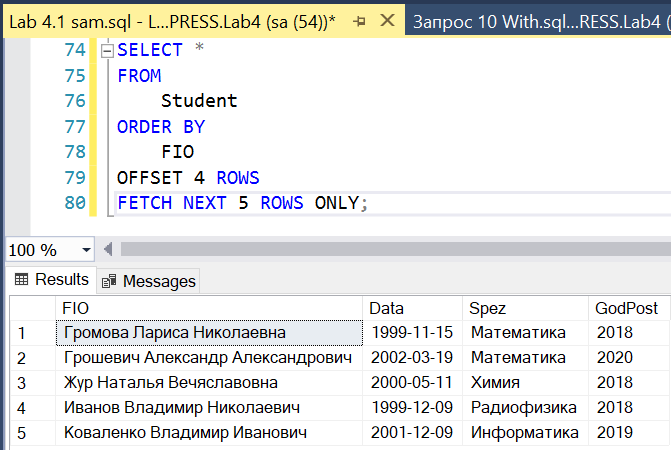 Lab 4.1 sam.sql - L...PRESS.Lab4 (sa (54))* Запрос 10 With.sql...RESS.Lab4 (
74 SELECT *
75 FROM
76 Student
77 ORDER BY
78 FIO
79 OFFSET 4 ROWS
80 FETCH NEXT 5 ROWS ONLY;
100 %
Results Messages
FIO Data Spez GodPost
1 Громова Лариса Николаевна 1999-11-15 Математика 2018
2 Грошевич Александр Александрович 2002-03-19 Математика 2020
3 Жур Наталья Вечяславовна 2000-05-11 Химия 2018
4 Иванов Владимир Николаевич 1999-12-09 Радиофизика 2018
5 Коваленко Владимир Иванович 2001-12-09 Информатика 2019